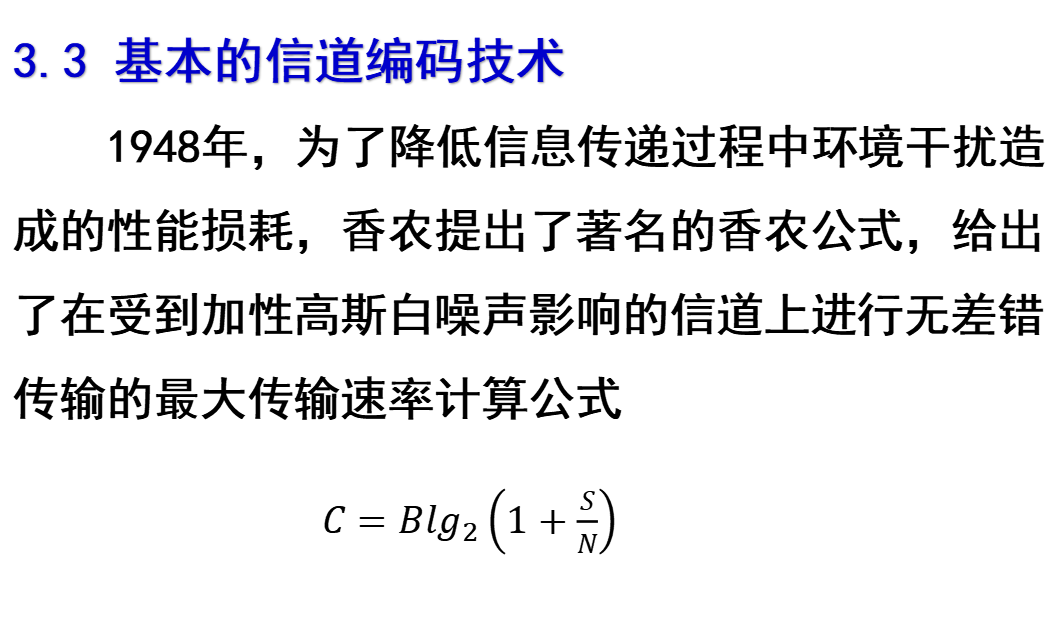 3.3 基本的信道编码技术
1948年，为了降低信息传递过程中环境干扰造
成的性能损耗，香农提出了著名的香农公式，给出
了在受到加性高斯白噪声影响的信道上进行无差错
传输的最大传输速率计算公式
C = Blg₂(1 + S/N)